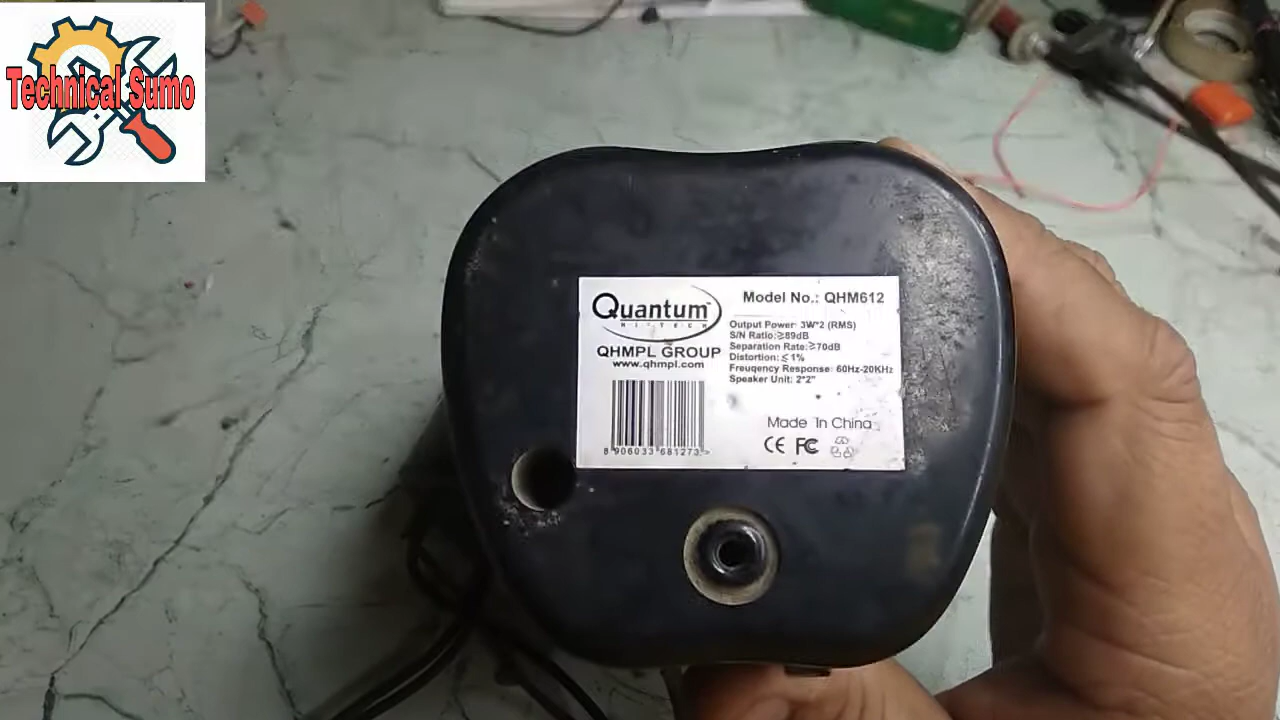 Technical Sumo
Quantum
HI-TECH
QHMPL GROUP
www.qhmpl.com
8 906033 681273 >
Model No.: QHM612
Output Power: 3W*2 (RMS)
S/N Ratio:≥89dB
Separation Rate:≥70dB
Distortion:≤1%
Freuqency Response: 60Hz-20KHz
Speaker Unit: 2*2"
Made In China
CE FC